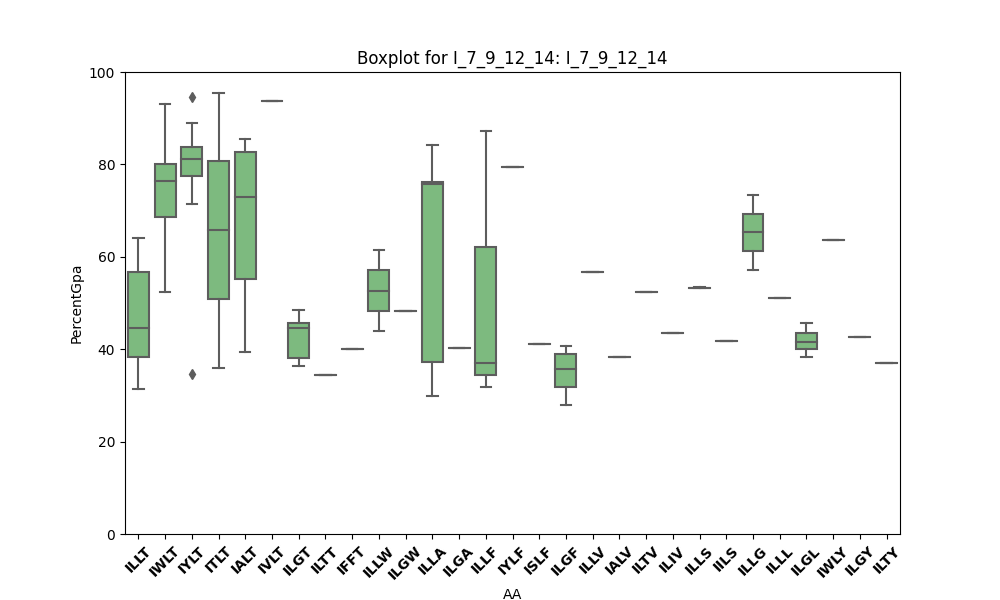 Boxplot for I_7_9_12_14: I_7_9_12_14
100
80
60
40
20
0
PercentGpa
ILLT IWLT IYLT ITLT IALT IVLT ILGT ILTT IFFT ILLW ILGW ILLA ILGA ILLF IYLF ISLF ILGF ILLV IALV ILTV ILIV ILLS IILS ILLG ILLL ILGL IWLY ILGY ILTY
AA